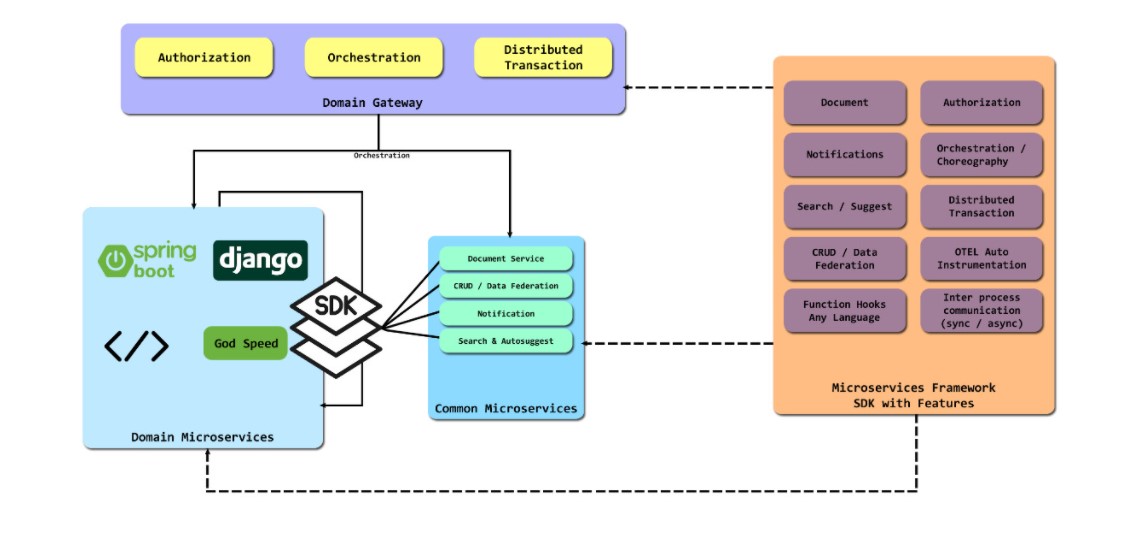 Authorization
Orchestration
Distributed
Transaction
Domain Gateway
Orchestration
spring
boot
django
SDK
</>
God Speed
Domain Microservices
Document Service
CRUD / Data Federation
Notification
Search & Autosuggest
Common Microservices
Document
Authorization
Notifications
Orchestration /
Choreography
Search / Suggest
Distributed
Transaction
CRUD / Data
Federation
OTEL Auto
Instrumentation
Function Hooks
Any Language
Inter process
communication
(sync / async)
Microservices Framework
SDK with Features